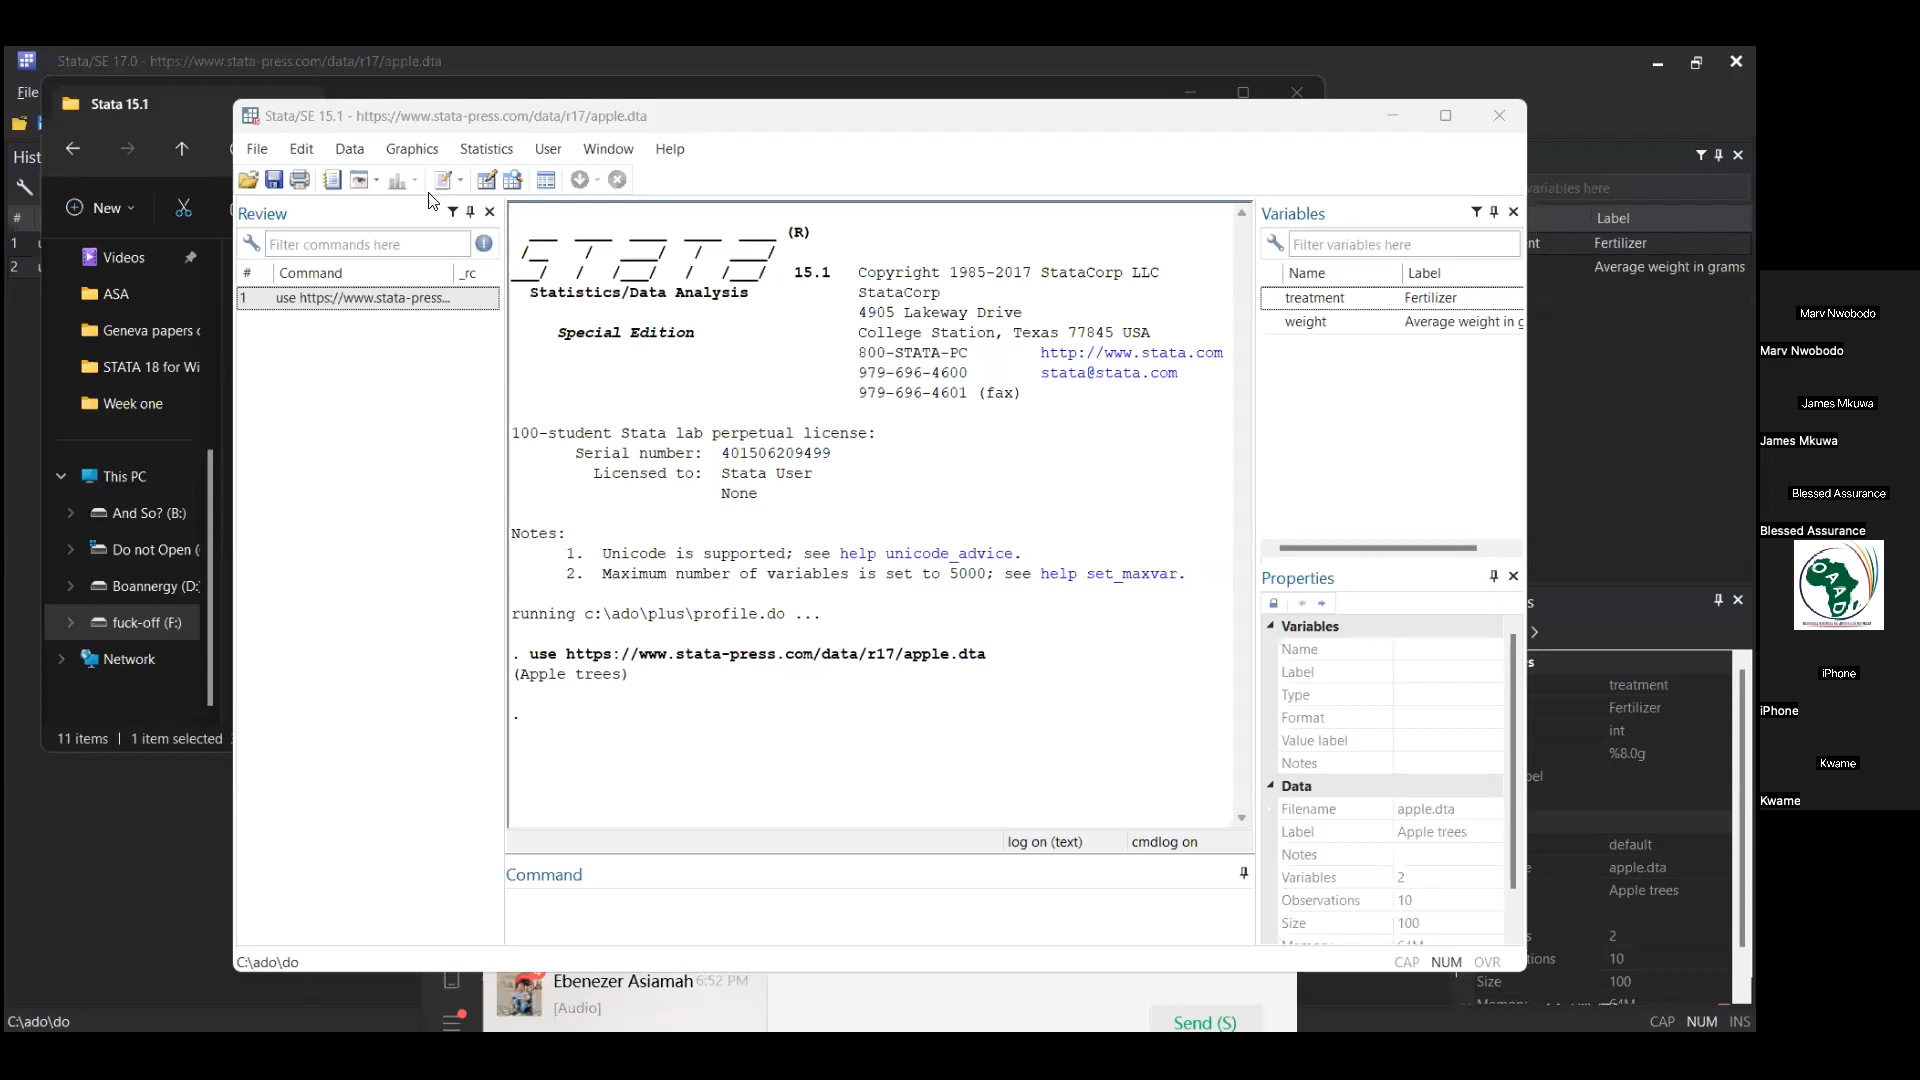 Stata/SE 17.0 - https://www.stata-press.com/data/r17/apple.dta
File
Stata 15.1
Hist
New
#
1
2
Videos
ASA
Geneva papers
STATA 18 for Wi
Week one
This PC
And So? (B:)
Do not Open (
Boannergy (D:
fuck-off (F:)
Network
11 items | 1 item selected
C:\ado\do
Stata/SE 15.1 - https://www.stata-press.com/data/r17/apple.dta
File Edit Data Graphics Statistics User Window Help
Review
Filter commands here
# Command _rc
1 use https://www.stata-press...
(R)
15.1 Copyright 1985-2017 StataCorp LLC
Statistics/Data Analysis StataCorp
4905 Lakeway Drive
Special Edition College Station, Texas 77845 USA
800-STATA-PC http://www.stata.com
979-696-4600 stata@stata.com
979-696-4601 (fax)
100-student Stata lab perpetual license:
Serial number: 401506209499
Licensed to: Stata User
None
Notes:
1. Unicode is supported; see help unicode_advice.
2. Maximum number of variables is set to 5000; see help set_maxvar.
running c:\ado\plus\profile.do ...
. use https://www.stata-press.com/data/r17/apple.dta
(Apple trees)
.
log on (text) cmdlog on
Command
C:\ado\do
CAP NUM OVR
Variables
Filter variables here
Name Label
treatment Fertilizer
weight Average weight in g
Properties
Variables
Name
Label
Type
Format
Value label
Notes
Data
Filename apple.dta
Label Apple trees
Notes
Variables 2
Observations 10
Size 100
Ebenezer Asiamah 6:52 PM
[Audio]
Send (S)
variables here
Label
nt Fertilizer
Average weight in grams
s
treatment
Fertilizer
int
%8.0g
el
default
apple.dta
Apple trees
s 2
tions 10
Size 100
CAP NUM INS
Marv Nwobodo
Marv Nwobodo
James Mkuwa
James Mkuwa
Blessed Assurance
Blessed Assurance
OAAD
iPhone
iPhone
Kwame
Kwame